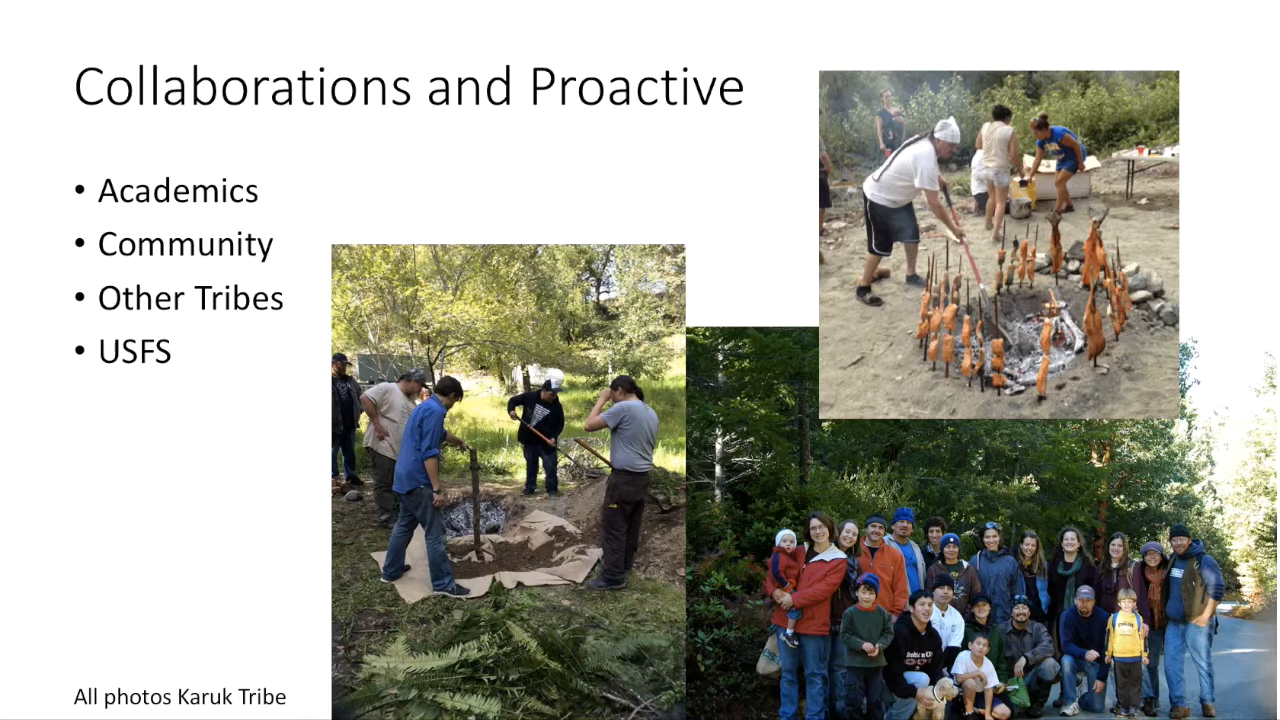 Collaborations and Proactive
• Academics
• Community
• Other Tribes
• USFS
All photos Karuk Tribe